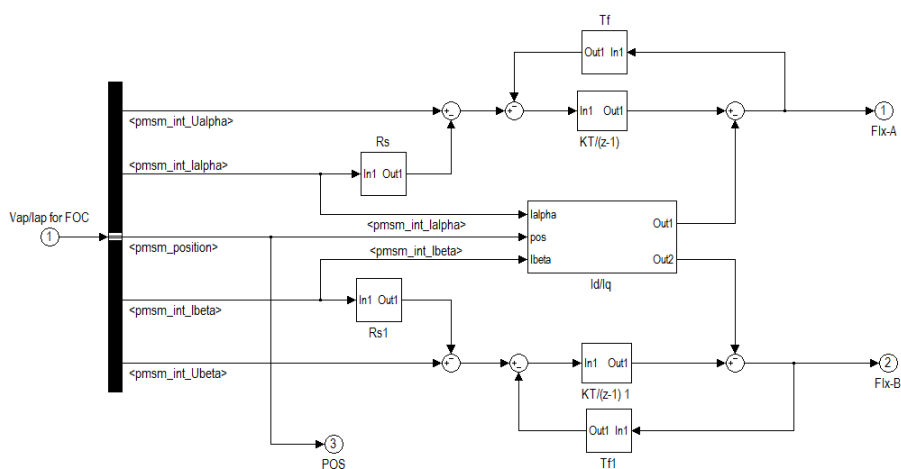 Tf
Out1 In1
<pmsm_int_Ualpha>
In1 Out1
KT/(z-1)
1
Flx-A
Rs
<pmsm_int_Ialpha>
In1 Out1
Vap/Iap for FOC
1
<pmsm_int_Ialpha>
Ialpha
Out1
<pmsm_position>
pos
<pmsm_int_Ibeta>
Ibeta
Out2
Id/Iq
<pmsm_int_Ibeta>
In1 Out1
Rs1
<pmsm_int_Ubeta>
In1 Out1
KT/(z-1) 1
2
Flx-B
Out1 In1
Tf1
3
POS